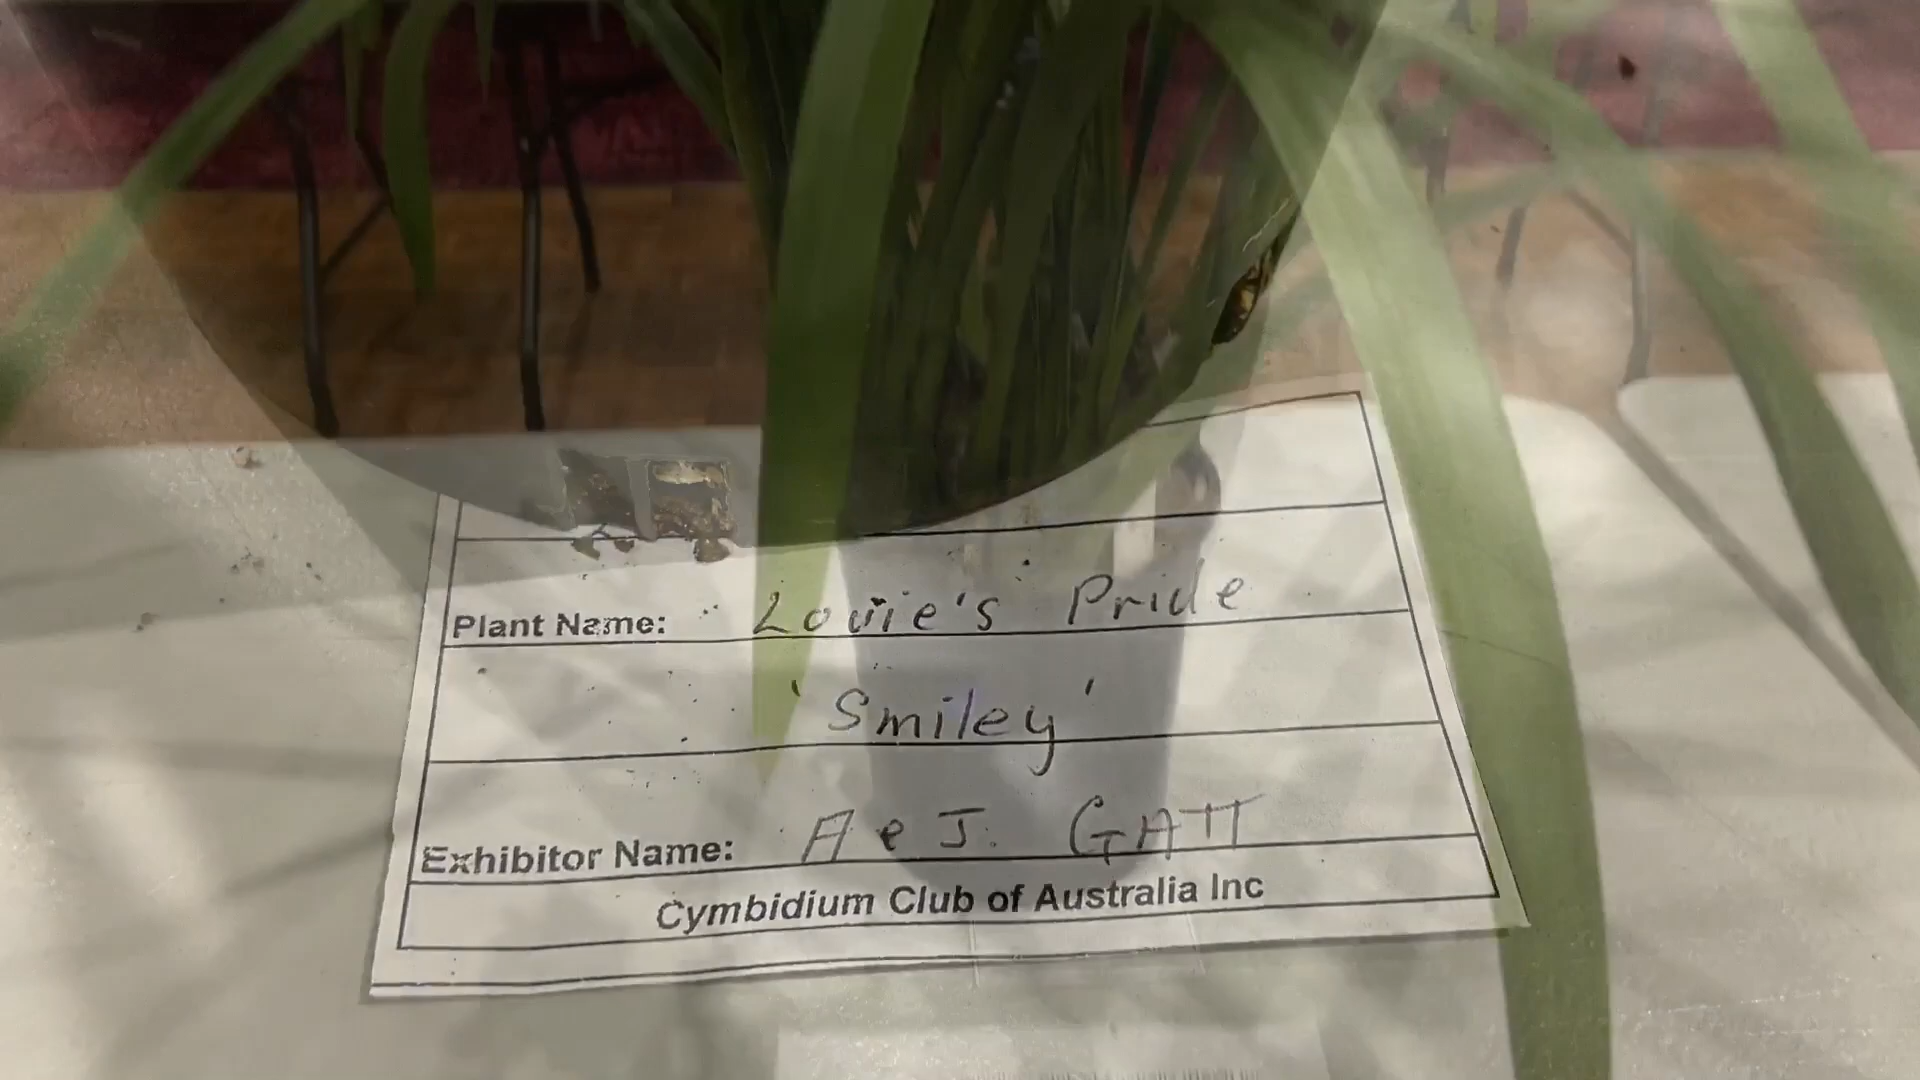 Plant Name: Louie's Pride
'Smiley'
Exhibitor Name: A e J. GATT
Cymbidium Club of Australia Inc